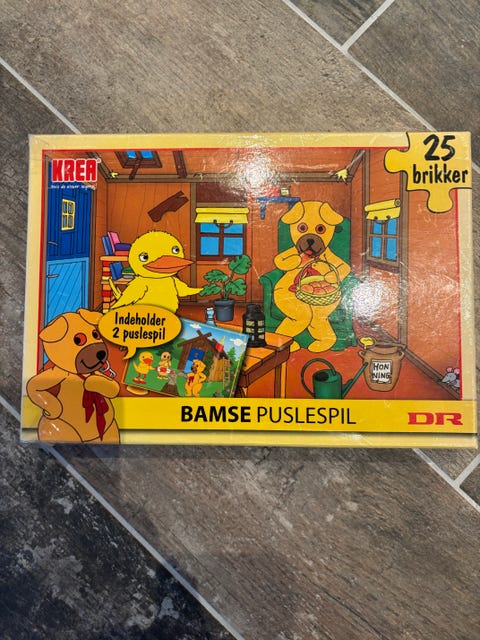 KREA
25
brikker
Indeholder
2 puslespil
HON
NING
BAMSE PUSLESPIL
DR